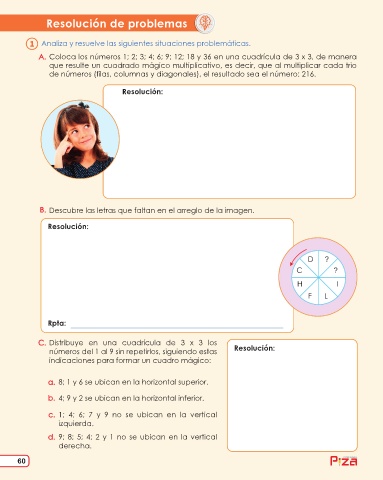 Resolución de problemas
1 Analiza y resuelve las siguientes situaciones problemáticas.
A. Coloca los números 1; 2; 3; 4; 6; 9; 12; 18 y 36 en una cuadrícula de 3 x 3, de manera
que resulte un cuadrado mágico multiplicativo, es decir, que al multiplicar cada trio
de números (filas, columnas y diagonales), el resultado sea el número: 216.
Resolución:
B. Descubre las letras que faltan en el arreglo de la imagen.
Resolución:
D ?
C ?
H I
F L
Rpta:
C. Distribuye en una cuadrícula de 3 x 3 los
números del 1 al 9 sin repetirlos, siguiendo estas
indicaciones para formar un cuadro mágico:
Resolución:
a. 8; 1 y 6 se ubican en la horizontal superior.
b. 4; 9 y 2 se ubican en la horizontal inferior.
c. 1; 4; 6; 7 y 9 no se ubican en la vertical
izquierda.
d. 9; 8; 5; 4; 2 y 1 no se ubican en la vertical
derecha.
60